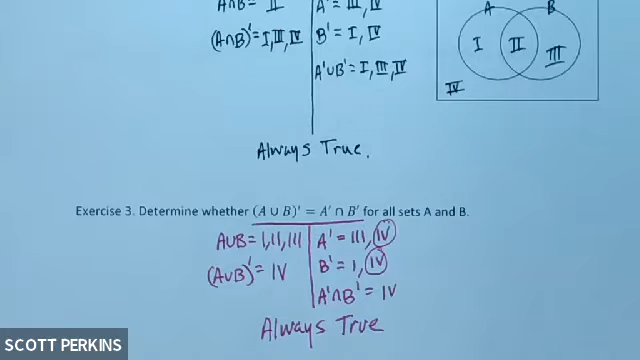 A∩B = II
A' = III, IV
(A∩B)' = I, III, IV
B' = I, IV
A'∪B' = I, III, IV
A B
I II III
IV
Always True.
Exercise 3. Determine whether (A ∪ B)' = A' ∩ B' for all sets A and B.
A∪B = I, II, III
A' = III, IV
(A∪B)' = IV
B' = I, IV
A'∩B' = IV
Always True
SCOTT PERKINS